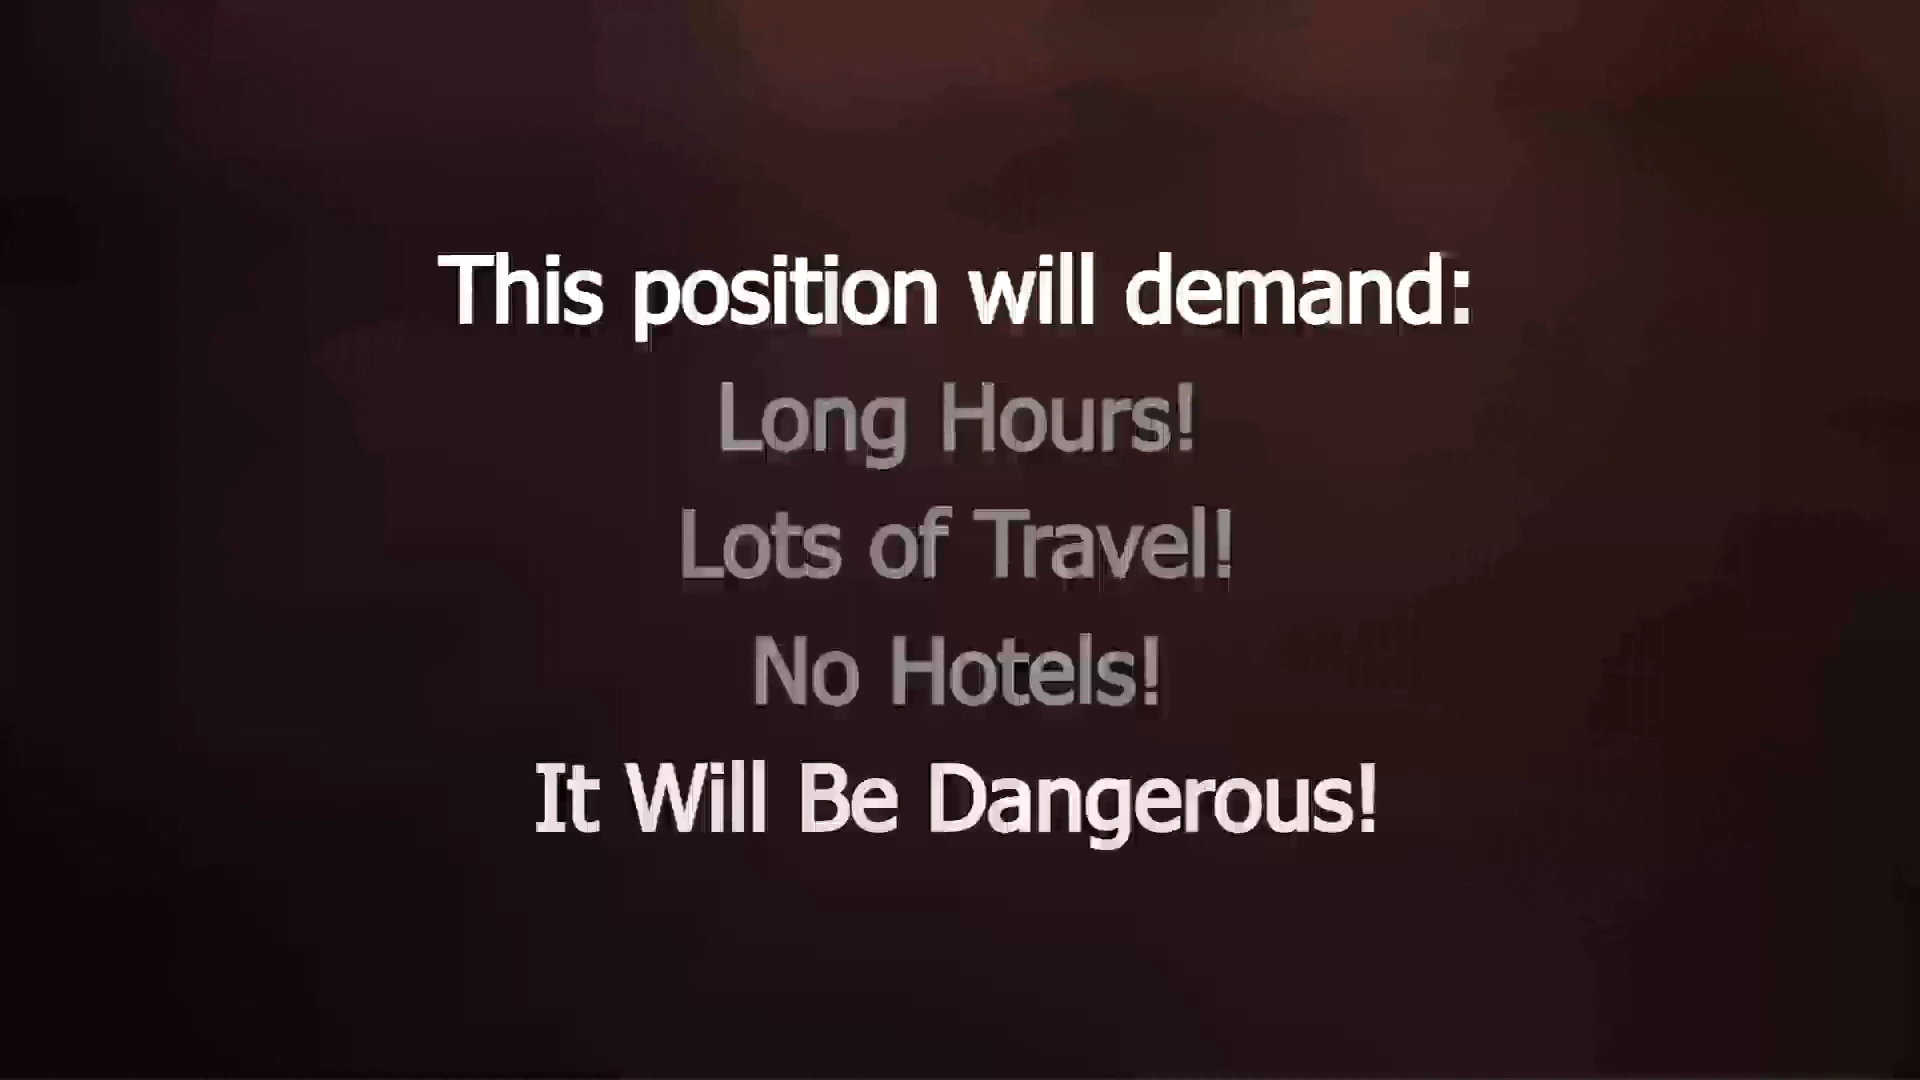 This position will demand:
Long Hours!
Lots of Travel!
No Hotels!
It Will Be Dangerous!